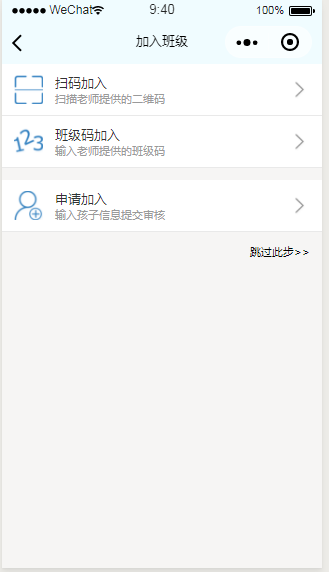 ●●●●● WeChat 9:40 100%
加入班级
扫码加入
扫描老师提供的二维码
123
班级码加入
输入老师提供的班级码
申请加入
输入孩子信息提交审核
跳过此步>>